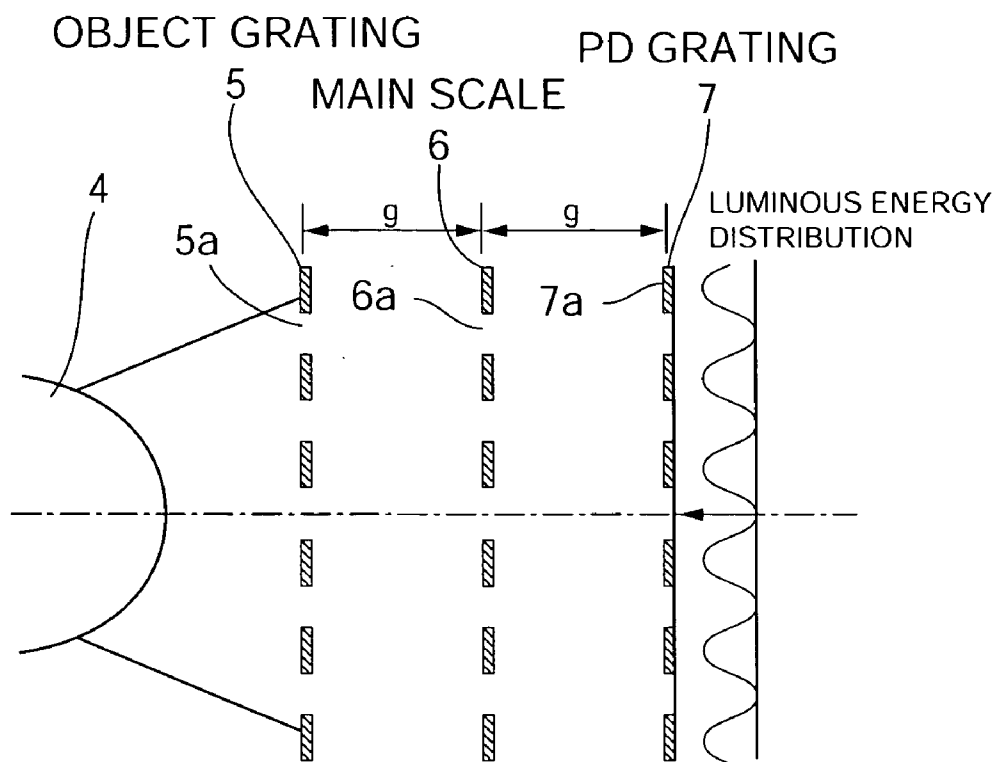 OBJECT GRATING
5
MAIN SCALE
6
PD GRATING
7
4
5a
g
g
6a
7a
LUMINOUS ENERGY
DISTRIBUTION